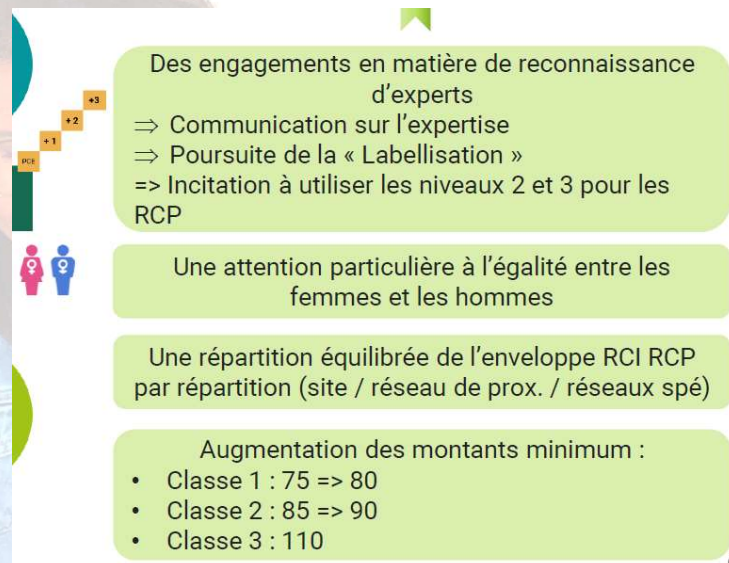 Des engagements en matière de reconnaissance
d'experts
⇒ Communication sur l'expertise
⇒ Poursuite de la « Labellisation »
=> Incitation à utiliser les niveaux 2 et 3 pour les
RCP
+3
+2
+1
PCE
Une attention particulière à l'égalité entre les
femmes et les hommes
Une répartition équilibrée de l'enveloppe RCI RCP
par répartition (site / réseau de prox. / réseaux spé)
Augmentation des montants minimum :
• Classe 1 : 75 => 80
• Classe 2 : 85 => 90
• Classe 3 : 110